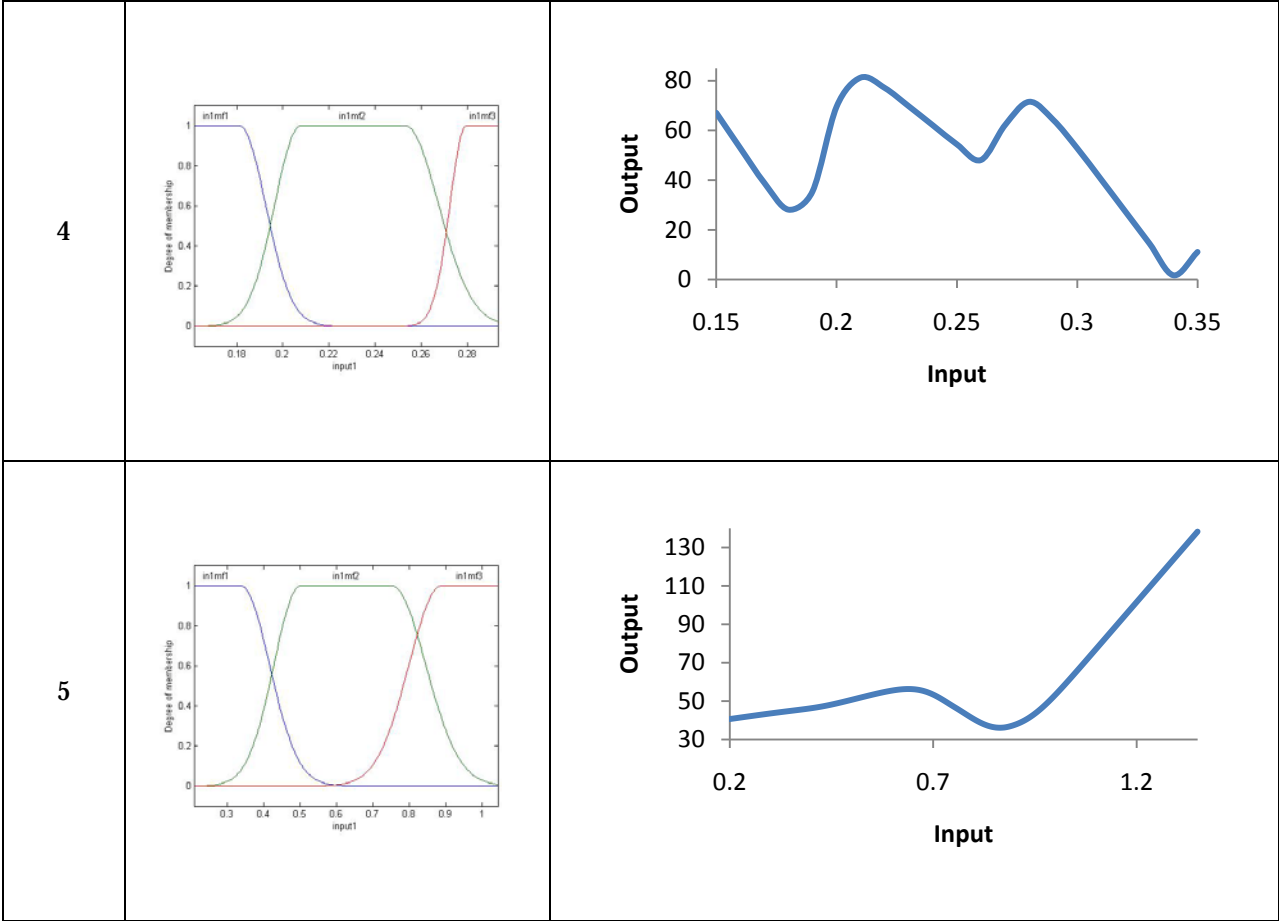 4
in1mf1 in1mf2 in1mf3
Degree of membership
1
0.8
0.6
0.4
0.2
0
0.18 0.2 0.22 0.24 0.26 0.28
input1
Output
80
60
40
20
0
0.15 0.2 0.25 0.3 0.35
Input
5
in1mf1 in1mf2 in1mf3
Degree of membership
1
0.8
0.6
0.4
0.2
0
0.3 0.4 0.5 0.6 0.7 0.8 0.9 1
input1
Output
130
110
90
70
50
30
0.2 0.7 1.2
Input